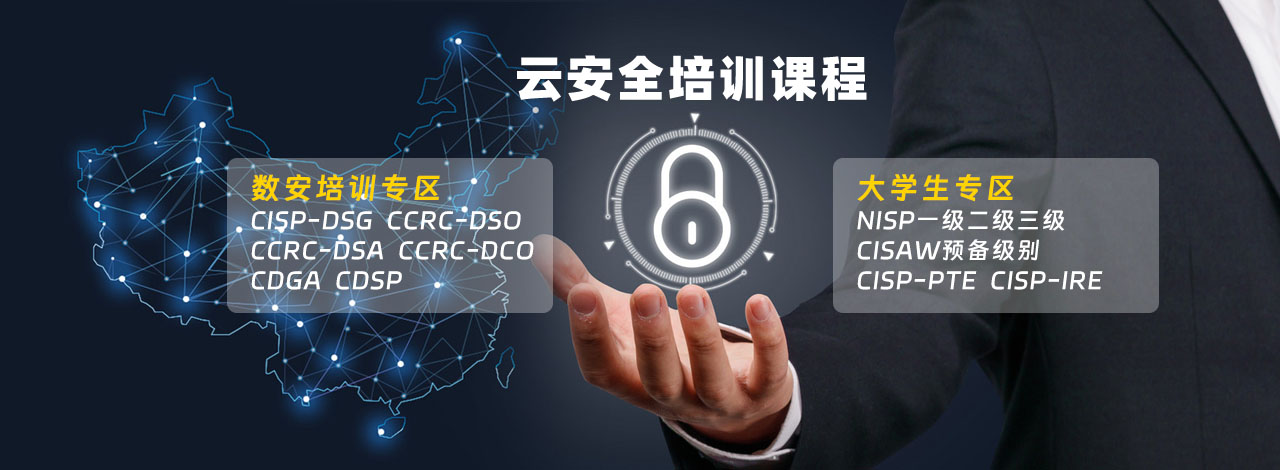 云安全培训课程
数安培训专区
CISP-DSG CCRC-DSO
CCRC-DSA CCRC-DCO
CDGA CDSP
大学生专区
NISP一级二级三级
CISAW预备级别
CISP-PTE CISP-IRE